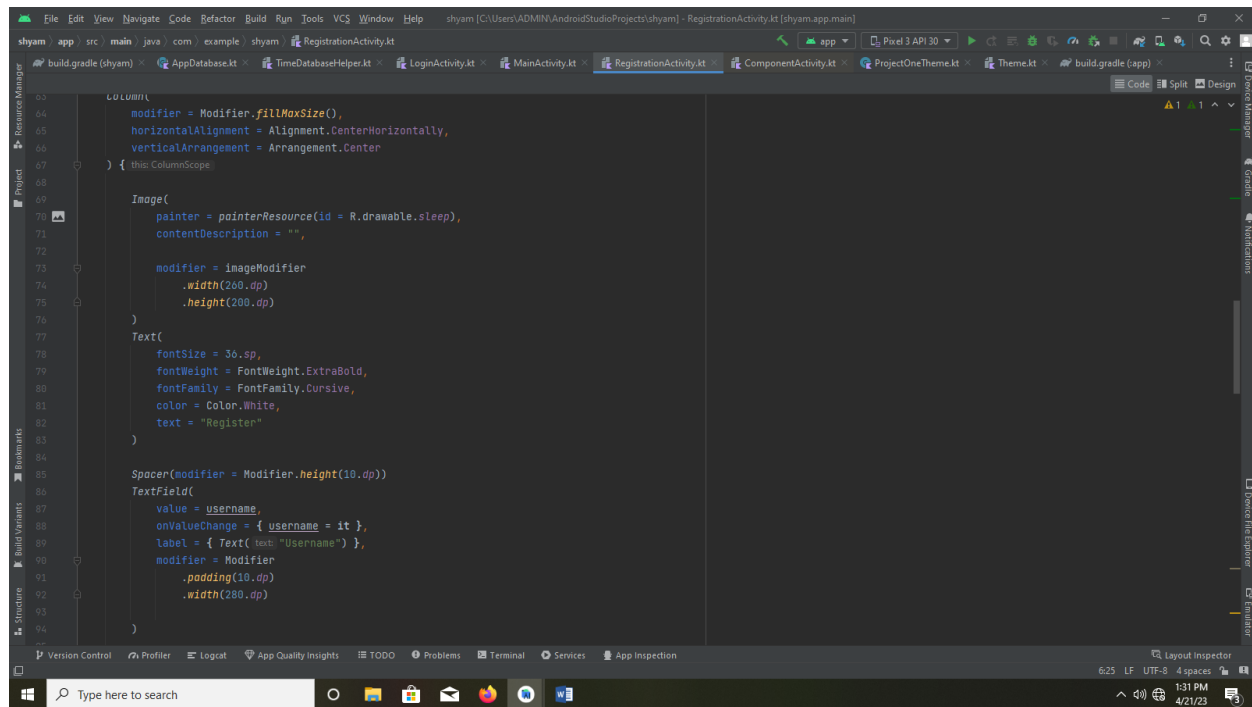 File Edit View Navigate Code Refactor Build Run Tools VCS Window Help shyam [C:\Users\ADMIN\AndroidStudioProjects\shyam] - RegistrationActivity.kt [shyam.app.main]
shyam app src main java com example shyam RegistrationActivity.kt app Pixel 3 API 30
build.gradle (shyam) AppDatabase.kt TimeDatabaseHelper.kt LoginActivity.kt MainActivity.kt RegistrationActivity.kt ComponentActivity.kt ProjectOneTheme.kt Theme.kt build.gradle (:app)
Code Split Design
1 1
63 Column(
64 modifier = Modifier.fillMaxSize(),
65 horizontalAlignment = Alignment.CenterHorizontally,
66 verticalArrangement = Arrangement.Center
67 ) { this: ColumnScope
68
69 Image(
70 painter = painterResource(id = R.drawable.sleep),
71 contentDescription = "",
72
73 modifier = imageModifier
74 .width(260.dp)
75 .height(200.dp)
76 )
77 Text(
78 fontSize = 36.sp,
79 fontWeight = FontWeight.ExtraBold,
80 fontFamily = FontFamily.Cursive,
81 color = Color.White,
82 text = "Register"
83 )
84
85 Spacer(modifier = Modifier.height(10.dp))
86 TextField(
87 value = username,
88 onValueChange = { username = it },
89 label = { Text( text: "Username") },
90 modifier = Modifier
91 .padding(10.dp)
92 .width(280.dp)
93
94 )
Resource Manager
Project
Bookmarks
Build Variants
Structure
Device Manager
Gradle
Notifications
Device File Explorer
Emulator
Version Control Profiler Logcat App Quality Insights TODO Problems Terminal Services App Inspection Layout Inspector
6:25 LF UTF-8 4 spaces
Type here to search
1:31 PM
4/21/23
3